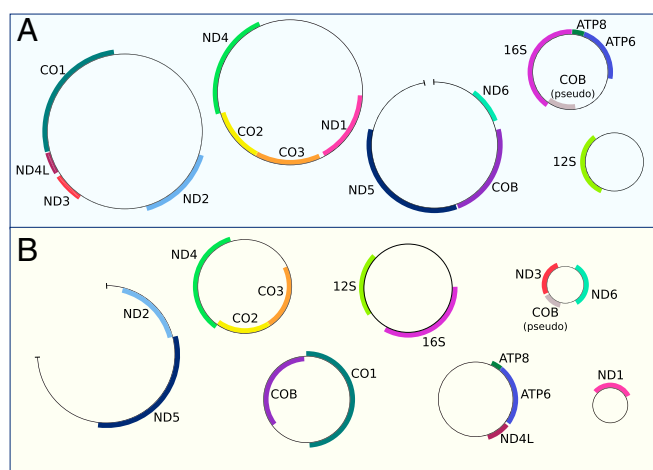 A
CO1
ND4L
ND3
ND2
ND4
CO2
CO3
ND1
ND5
ND6
COB
16S
ATP8
ATP6
COB
(pseudo)
12S
B
ND2
ND5
ND4
CO3
CO2
12S
16S
ND3
ND6
COB
(pseudo)
COB
CO1
ATP8
ATP6
ND4L
ND1